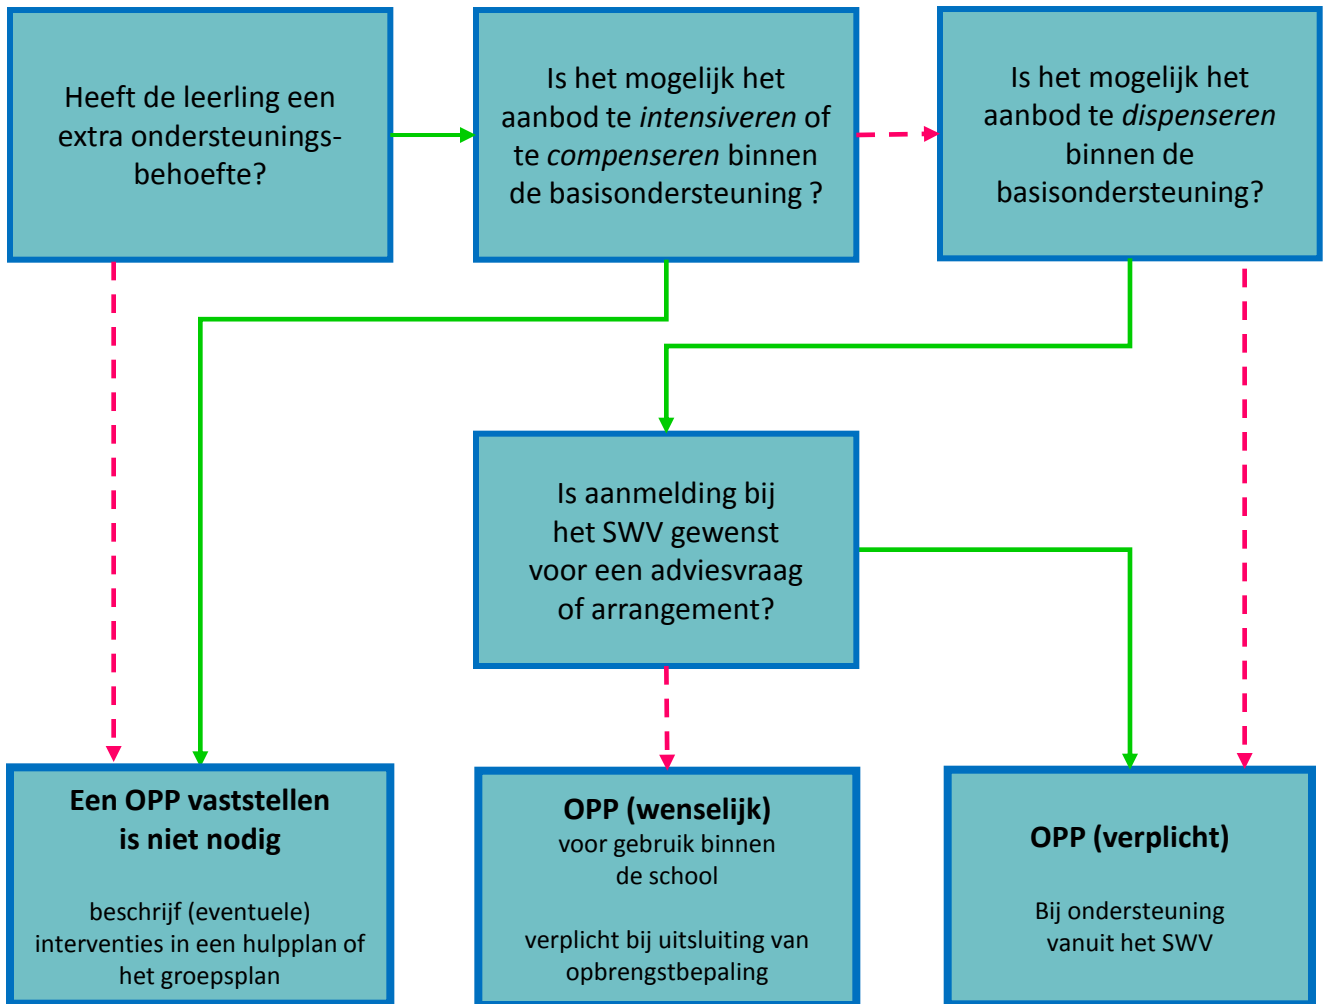 Heeft de leerling een
extra ondersteunings-
behoefte?
Is het mogelijk het
aanbod te intensiveren of
te compenseren binnen
de basisondersteuning ?
Is het mogelijk het
aanbod te dispenseren
binnen de
basisondersteuning?
Is aanmelding bij
het SWV gewenst
voor een adviesvraag
of arrangement?
Een OPP vaststellen
is niet nodig
beschrijf (eventuele)
interventies in een hulpplan of
het groepsplan
OPP (wenselijk)
voor gebruik binnen
de school
verplicht bij uitsluiting van
opbrengstbepaling
OPP (verplicht)
Bij ondersteuning
vanuit het SWV